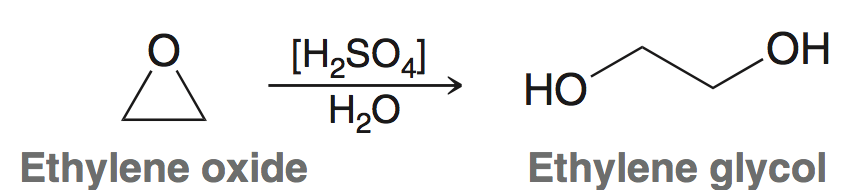 O
[H₂SO₄]
H₂O
HO
OH
Ethylene oxide
Ethylene glycol